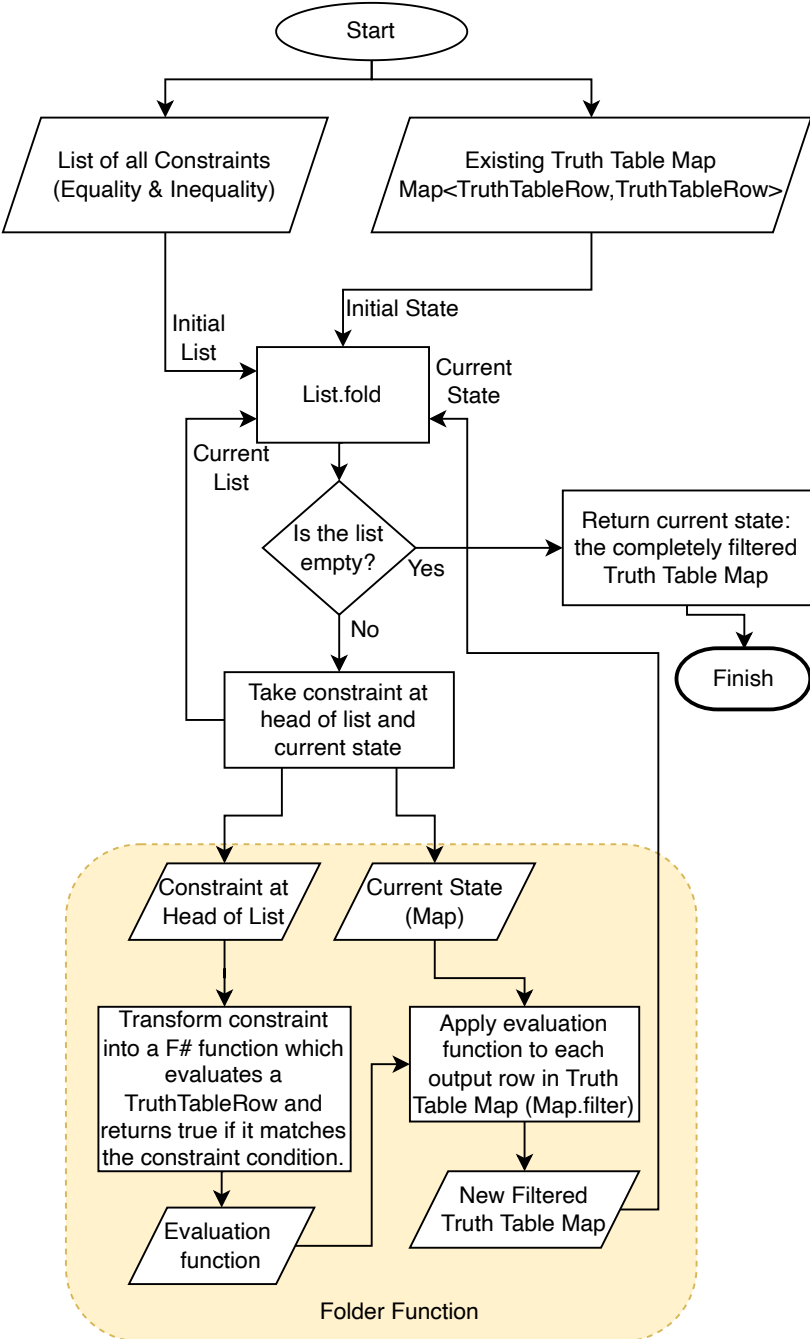 Start
List of all Constraints
(Equality & Inequality)
Existing Truth Table Map
Map<TruthTableRow,TruthTableRow>
Initial State
Initial
List
List.fold
Current
State
Current
List
Is the list
empty?
Yes
Return current state:
the completely filtered
Truth Table Map
No
Finish
Take constraint at
head of list and
current state
Constraint at
Head of List
Current State
(Map)
Transform constraint
into a F# function which
evaluates a
TruthTableRow and
returns true if it matches
the constraint condition.
Apply evaluation
function to each
output row in Truth
Table Map (Map.filter)
Evaluation
function
New Filtered
Truth Table Map
Folder Function